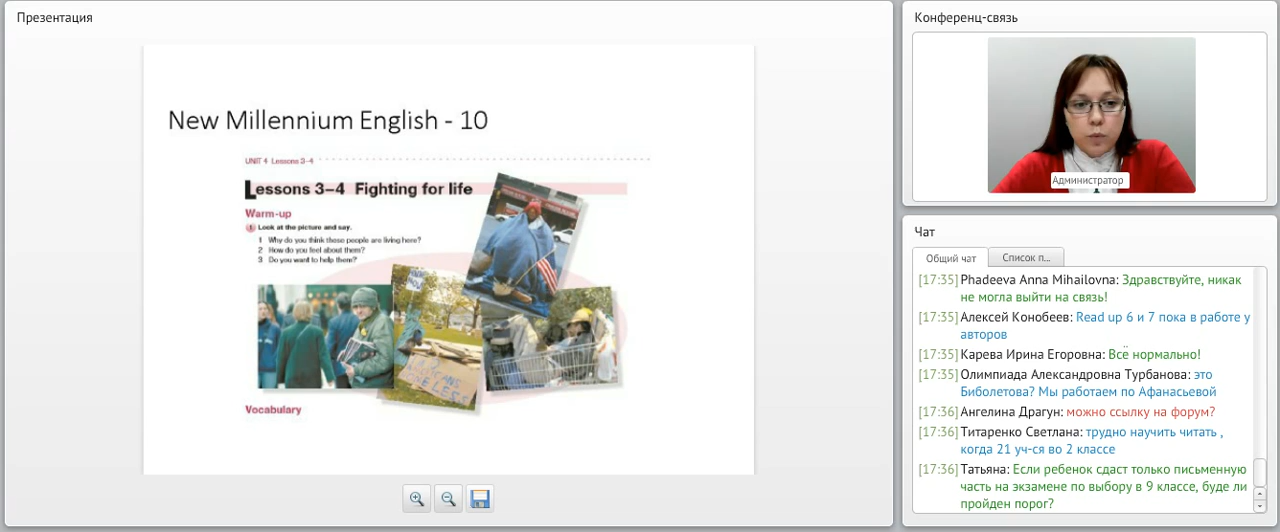 Презентация
New Millennium English - 10
UNIT 4 Lessons 3-4
Lessons 3–4 Fighting for life
Warm-up
Look at the picture and say.
1 Why do you think these people are living here?
2 How do you feel about them?
3 Do you want to help them?
Vocabulary
Конференц-связь
Администратор
Чат
Общий чат
Список п...
[17:35] Phadeeva Anna Mihailovna: Здравствуйте, никак
не могла выйти на связь!
[17:35] Алексей Конобеев: Read up 6 и 7 пока в работе у
авторов
[17:35] Карева Ирина Егоровна: Всё нормально!
[17:35] Олимпиада Александровна Турбанова: это
Биболетова? Мы работаем по Афанасьевой
[17:36] Ангелина Драгун: можно ссылку на форум?
[17:36] Титаренко Светлана: трудно научить читать ,
когда 21 уч-ся во 2 классе
[17:36] Татьяна: Если ребенок сдаст только письменную
часть на экзамене по выбору в 9 классе, буде ли
пройден порог?